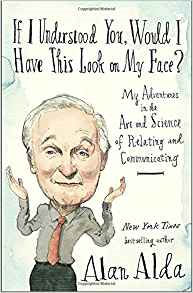 If I Understood You, Would I
Have This Look on My Face?
My Adventures
in the
Art and Science
of Relating and
Communicating
New York Times
bestselling author
Alan Alda